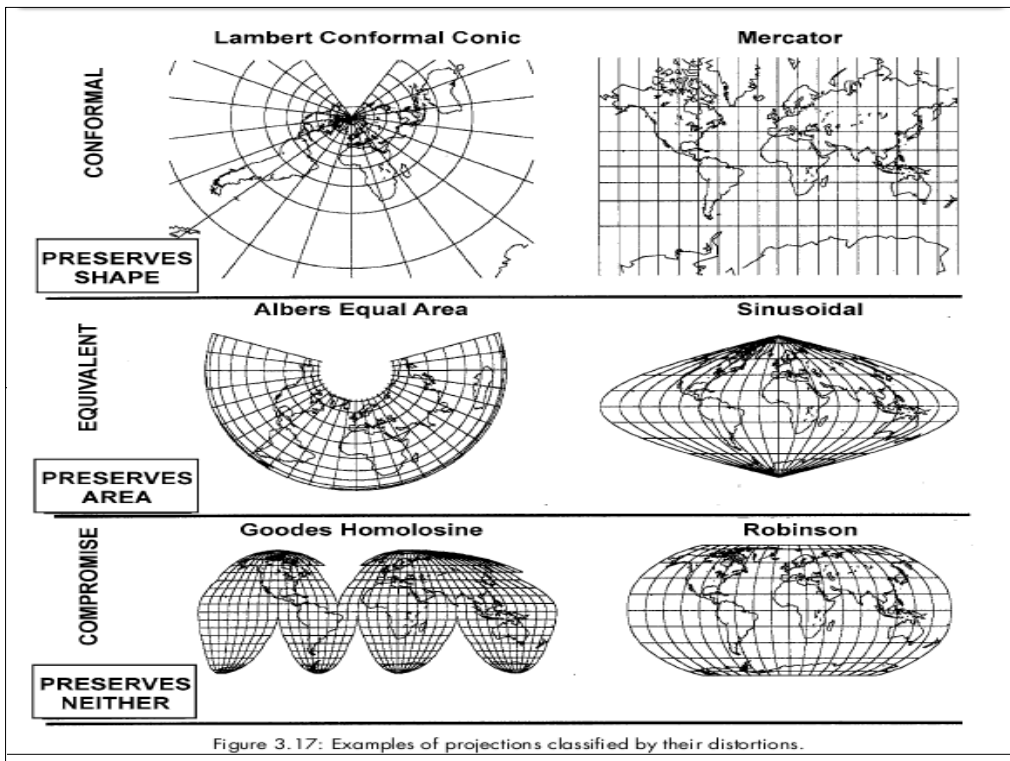 Lambert Conformal Conic
Mercator
CONFORMAL
PRESERVES
SHAPE
Albers Equal Area
Sinusoidal
EQUIVALENT
PRESERVES
AREA
Goodes Homolosine
Robinson
COMPROMISE
PRESERVES
NEITHER
Figure 3.17: Examples of projections classified by their distortions.